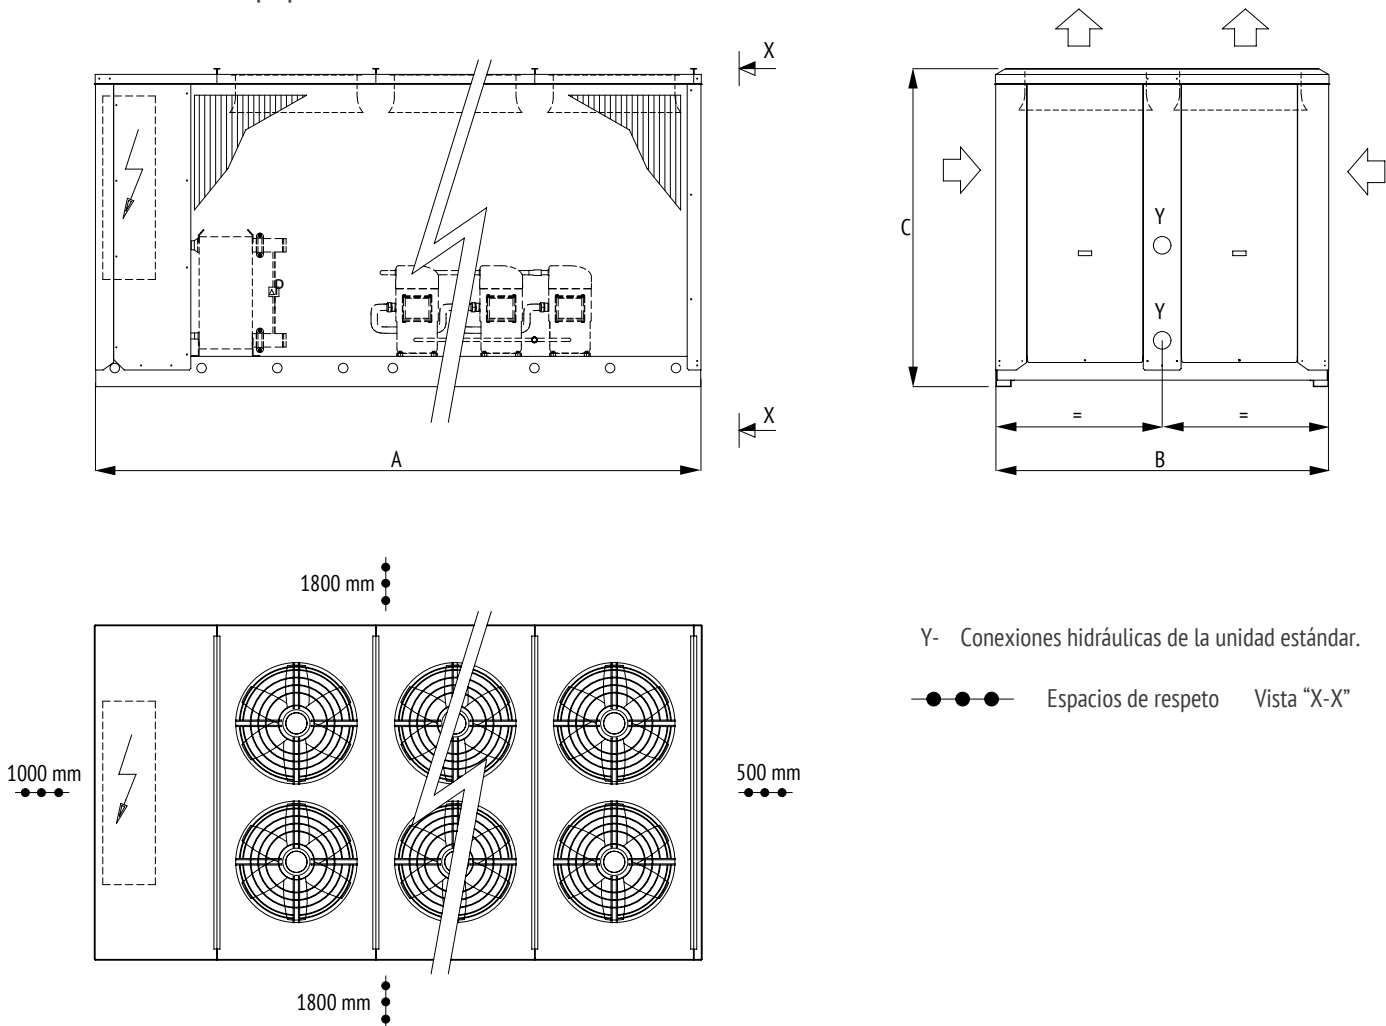 X
C
Y
Y
X
=
=
A
B
1800 mm
Y- Conexiones hidráulicas de la unidad estándar.
Espacios de respeto Vista “X-X”
1000 mm
500 mm
1800 mm